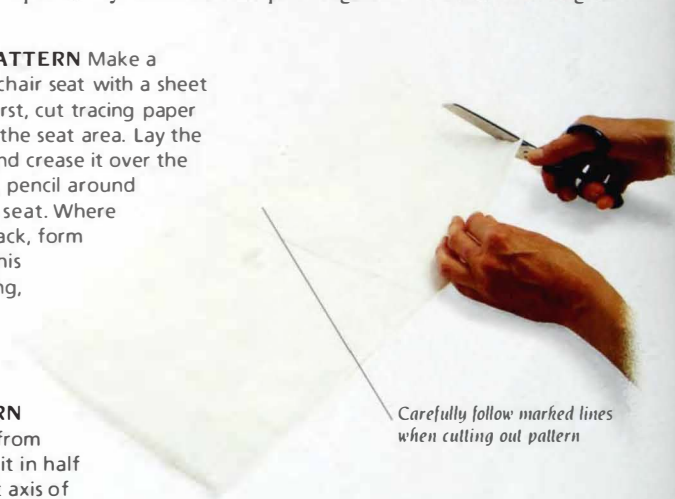 ATTERN Make a
chair seat with a sheet
rst, cut tracing paper
the seat area. Lay the
nd crease it over the
pencil around
seat. Where
ack, form
his
ng,
RN
from
it in half
axis of
Carefully follow marked lines
when cutting out pattern